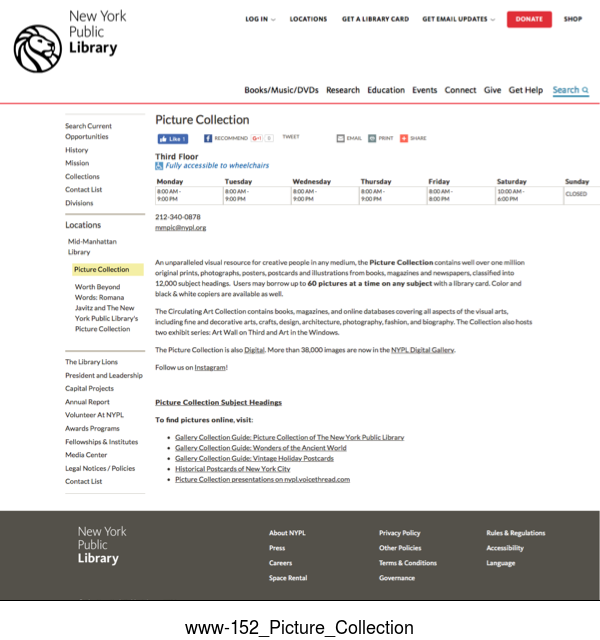 New York
Public
Library
LOG IN
LOCATIONS
GET A LIBRARY CARD
GET EMAIL UPDATES
DONATE
SHOP
Books/Music/DVDs Research Education Events Connect Give Get Help Search
Search Current
Opportunities
History
Mission
Collections
Contact List
Divisions
Locations
Mid-Manhattan
Library
Picture Collection
Worth Beyond
Words: Romana
Javitz and The New
York Public Library's
Picture Collection
The Library Lions
President and Leadership
Capital Projects
Annual Report
Volunteer At NYPL
Awards Programs
Fellowships & Institutes
Media Center
Legal Notices / Policies
Contact List
Picture Collection
Like 1 RECOMMEND G+1 3 TWEET EMAIL PRINT SHARE
Third Floor
Fully accessible to wheelchairs
Monday Tuesday Wednesday Thursday Friday Saturday Sunday
8:00 AM - 8:00 AM - 8:00 AM - 8:00 AM - 8:00 AM - 10:00 AM - CLOSED
9:00 PM 9:00 PM 9:00 PM 9:00 PM 8:00 PM 6:00 PM
212-340-0878
mmpic@nypl.org
An unparalleled visual resource for creative people in any medium, the Picture Collection contains well over one million
original prints, photographs, posters, postcards and illustrations from books, magazines and newspapers, classified into
12,000 subject headings. Users may borrow up to 60 pictures at a time on any subject with a library card. Color and
black & white copiers are available as well.
The Circulating Art Collection contains books, magazines, and online databases covering all aspects of the visual arts,
including fine and decorative arts, crafts, design, architecture, photography, fashion, and biography. The Collection also hosts
two exhibit series: Art Wall on Third and Art in the Windows.
The Picture Collection is also Digital. More than 38,000 images are now in the NYPL Digital Gallery.
Follow us on Instagram!
Picture Collection Subject Headings
To find pictures online, visit:
• Gallery Collection Guide: Picture Collection of The New York Public Library
• Gallery Collection Guide: Wonders of the Ancient World
• Gallery Collection Guide: Vintage Holiday Postcards
• Historical Postcards of New York City
• Picture Collection presentations on nypl.voicethread.com
New York
Public
Library
About NYPL Privacy Policy Rules & Regulations
Press Other Policies Accessibility
Careers Terms & Conditions Language
Space Rental Governance
www-152_Picture_Collection